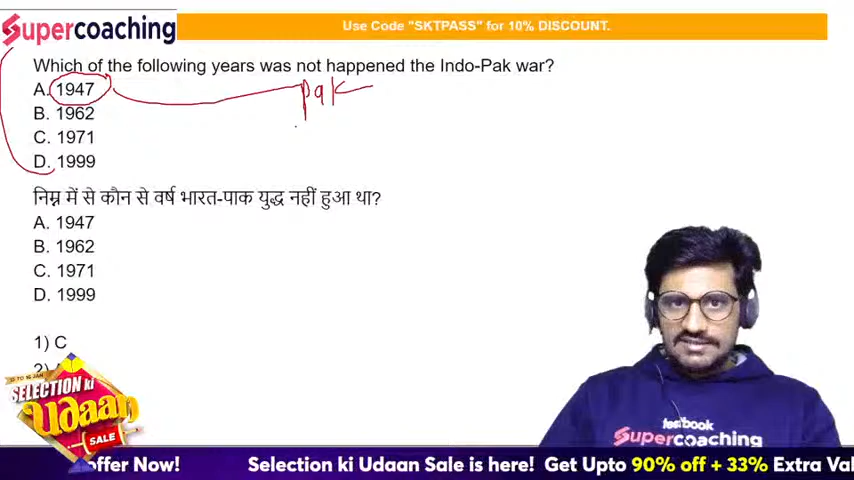 Supercoaching
Use Code "SKTPASS" for 10% DISCOUNT.
Which of the following years was not happened the Indo-Pak war?
A. 1947
pak
B. 1962
C. 1971
D. 1999
निम्न में से कौन से वर्ष भारत-पाक युद्ध नहीं हुआ था?
A. 1947
B. 1962
C. 1971
D. 1999
1) C
2)
SELECTION ki
Udaan
SALE
testbook
Supercoaching
offer Now! Selection ki Udaan Sale is here! Get Upto 90% off + 33% Extra Val